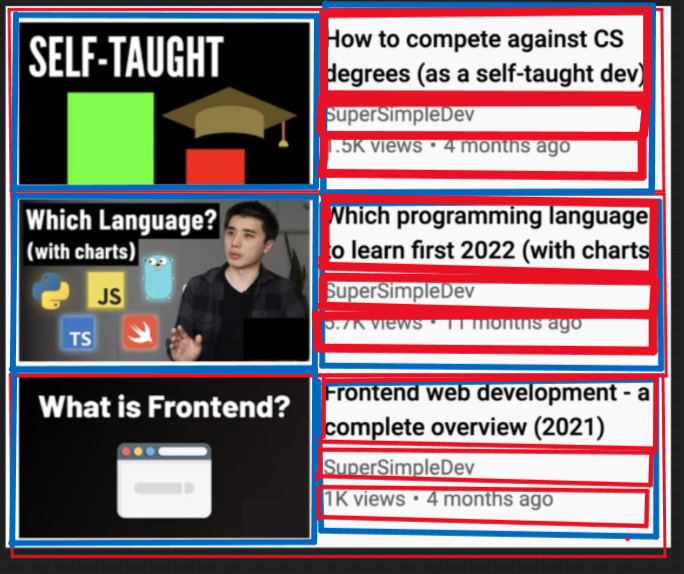 SELF-TAUGHT
How to compete against CS
degrees (as a self-taught dev)
SuperSimpleDev
1.5K views • 4 months ago
Which Language?
(with charts)
JS
TS
Which programming language
to learn first 2022 (with charts
SuperSimpleDev
5.7K views • 11 months ago
What is Frontend?
Frontend web development - a
complete overview (2021)
SuperSimpleDev
1K views • 4 months ago